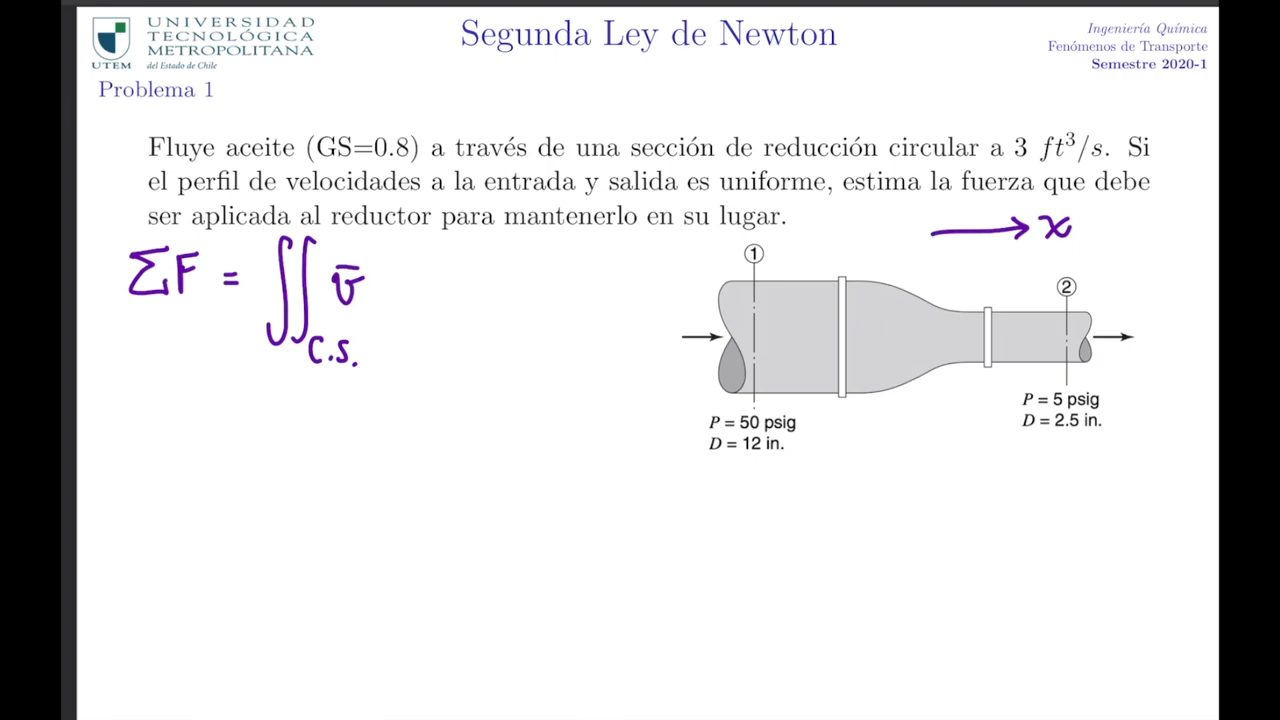 UNIVERSIDAD
TECNOLÓGICA
METROPOLITANA
del Estado de Chile
UTEM
Segunda Ley de Newton
Ingeniería Química
Fenómenos de Transporte
Semestre 2020-1
Problema 1
Fluye aceite (GS=0.8) a través de una sección de reducción circular a 3 ft³/s. Si
el perfil de velocidades a la entrada y salida es uniforme, estima la fuerza que debe
ser aplicada al reductor para mantenerlo en su lugar.
→ x
ΣF = ∬_C.S. v̄
①
②
P = 50 psig
D = 12 in.
P = 5 psig
D = 2.5 in.